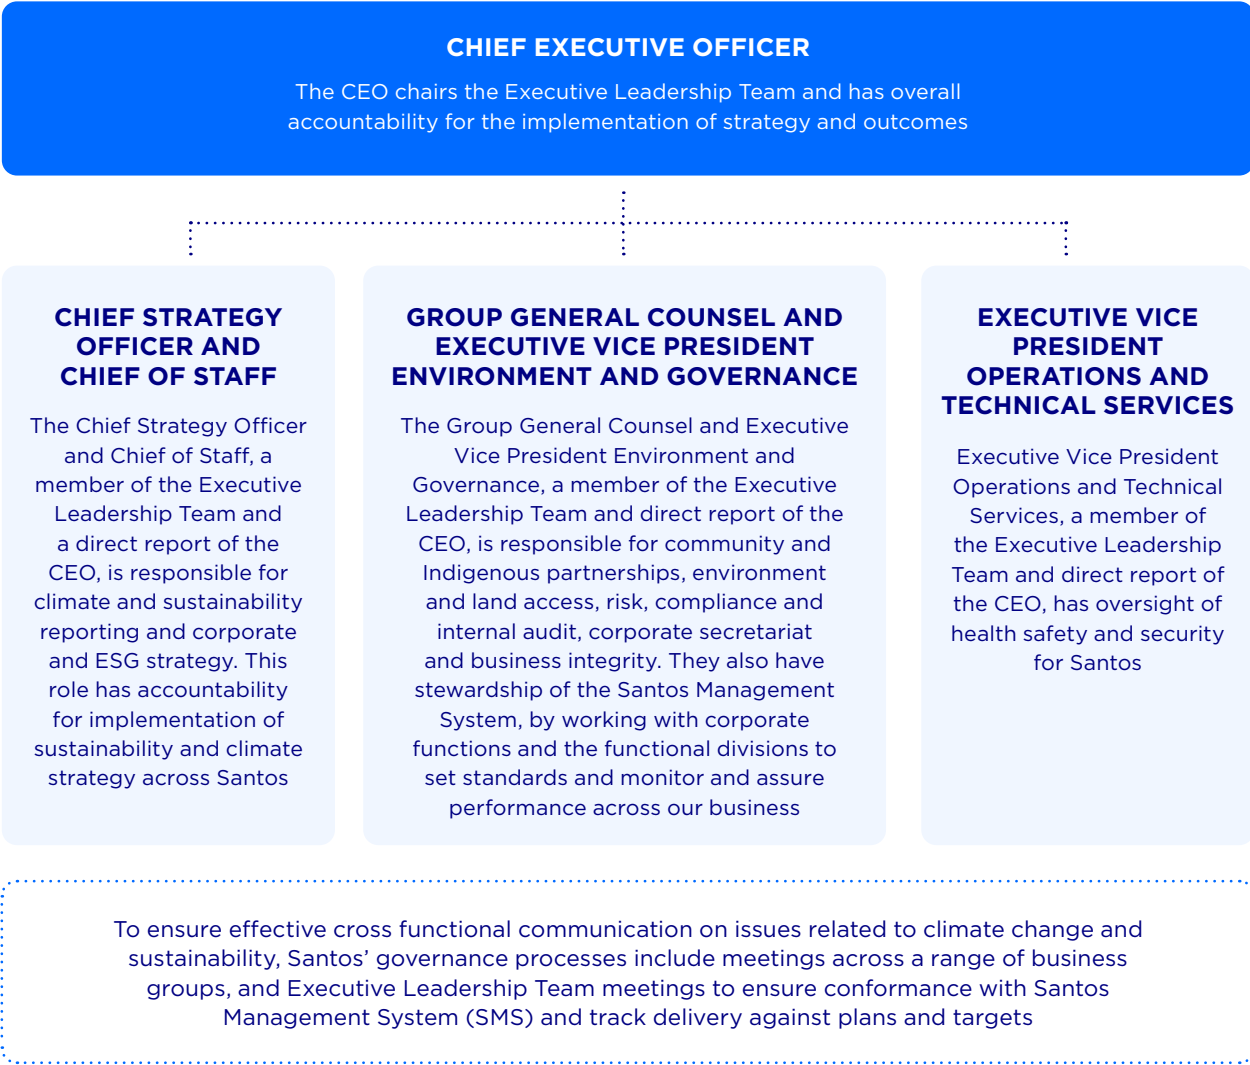 CHIEF EXECUTIVE OFFICER
The CEO chairs the Executive Leadership Team and has overall
accountability for the implementation of strategy and outcomes
CHIEF STRATEGY
OFFICER AND
CHIEF OF STAFF
The Chief Strategy Officer
and Chief of Staff, a
member of the Executive
Leadership Team and
a direct report of the
CEO, is responsible for
climate and sustainability
reporting and corporate
and ESG strategy. This
role has accountability
for implementation of
sustainability and climate
strategy across Santos
GROUP GENERAL COUNSEL AND
EXECUTIVE VICE PRESIDENT
ENVIRONMENT AND GOVERNANCE
The Group General Counsel and Executive
Vice President Environment and
Governance, a member of the Executive
Leadership Team and direct report of the
CEO, is responsible for community and
Indigenous partnerships, environment
and land access, risk, compliance and
internal audit, corporate secretariat
and business integrity. They also have
stewardship of the Santos Management
System, by working with corporate
functions and the functional divisions to
set standards and monitor and assure
performance across our business
EXECUTIVE VICE
PRESIDENT
OPERATIONS AND
TECHNICAL SERVICES
Executive Vice President
Operations and Technical
Services, a member of
the Executive Leadership
Team and direct report of
the CEO, has oversight of
health safety and security
for Santos
To ensure effective cross functional communication on issues related to climate change and
sustainability, Santos’ governance processes include meetings across a range of business
groups, and Executive Leadership Team meetings to ensure conformance with Santos
Management System (SMS) and track delivery against plans and targets